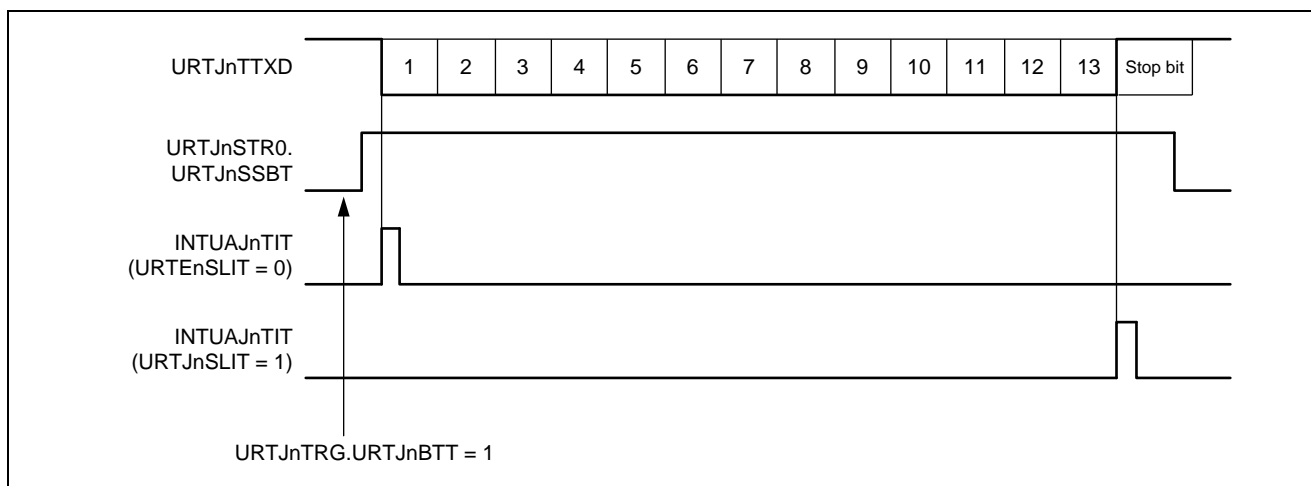 URTJnTTXD
1 2 3 4 5 6 7 8 9 10 11 12 13 Stop bit
URTJnSTR0.
URTJnSSBT
INTUAJnTIT
(URTEnSLIT = 0)
INTUAJnTIT
(URTJnSLIT = 1)
URTJnTRG.URTJnBTT = 1